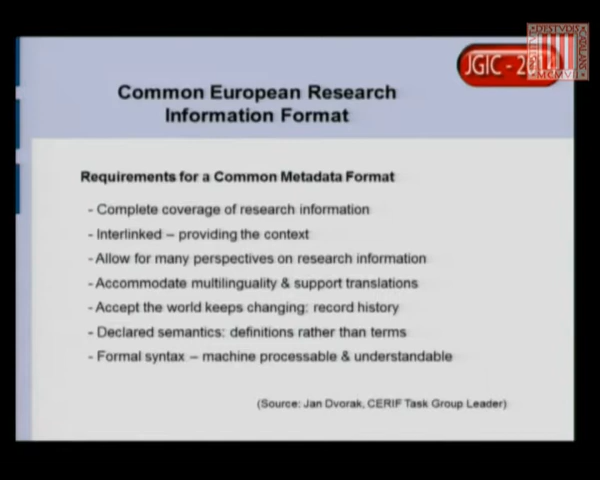 JGIC - 2
MCMVII
Common European Research
Information Format
Requirements for a Common Metadata Format
- Complete coverage of research information
- Interlinked – providing the context
- Allow for many perspectives on research information
- Accommodate multilinguality & support translations
- Accept the world keeps changing: record history
- Declared semantics: definitions rather than terms
- Formal syntax – machine processable & understandable
(Source: Jan Dvorak, CERIF Task Group Leader)